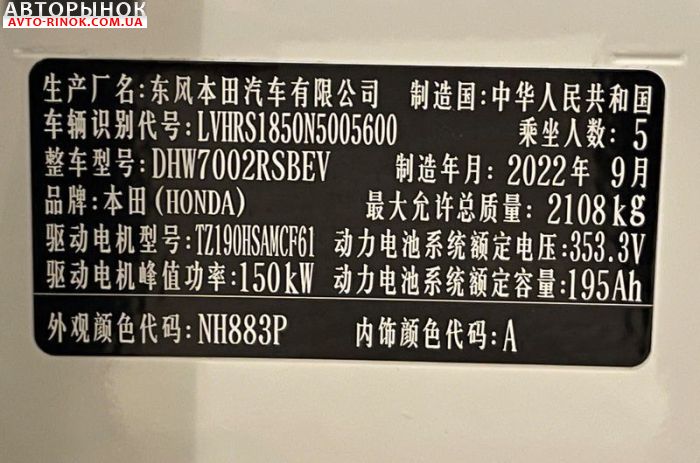 АВТОРЫНОК
AVTO-RINOK.COM.UA
生产厂名:东风本田汽车有限公司 制造国:中华人民共和国
车辆识别代号:LVHRS1850N5005600 乘坐人数:5
整车型号:DHW7002RSBEV 制造年月:2022年9月
品牌:本田(HONDA) 最大允许总质量:2108kg
驱动电机型号:TZ190HSAMCF61 动力电池系统额定电压:353.3V
驱动电机峰值功率:150kW 动力电池系统额定容量:195Ah
外观颜色代码:NH883P 内饰颜色代码:A